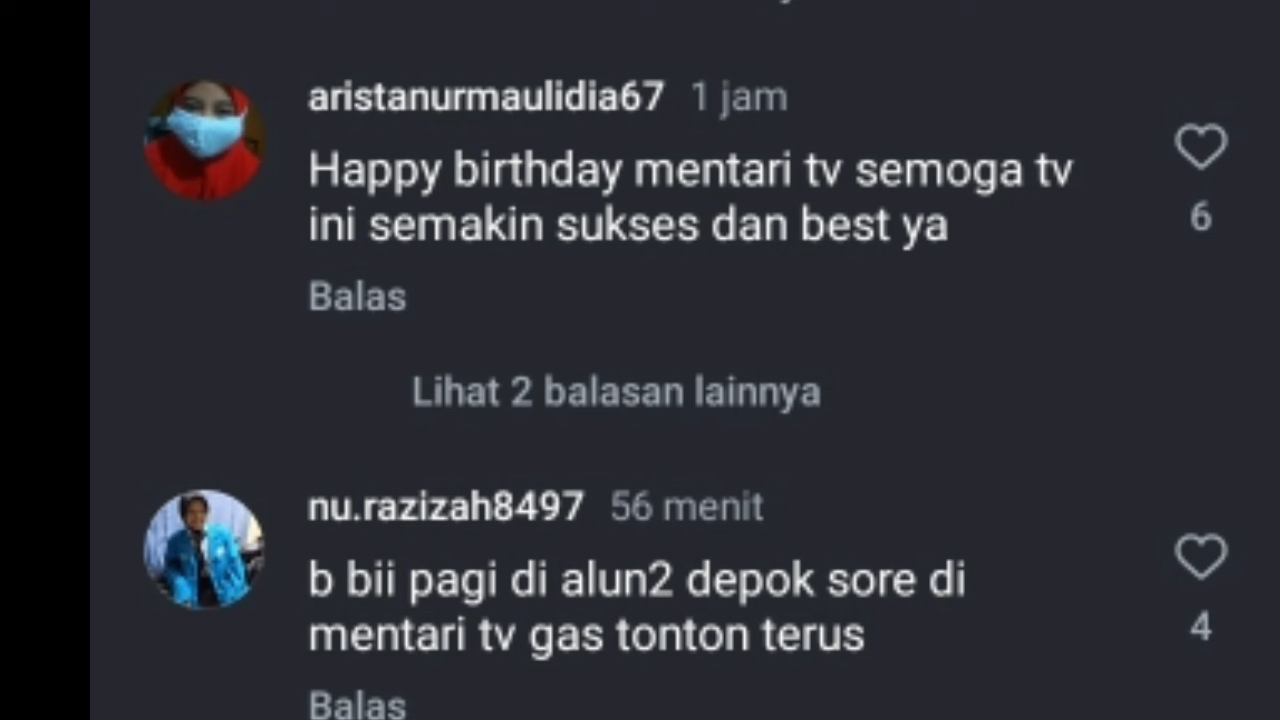 aristanurmaulidia67 1 jam
Happy birthday mentari tv semoga tv
ini semakin sukses dan best ya
6
Balas
Lihat 2 balasan lainnya
nu.razizah8497 56 menit
b bii pagi di alun2 depok sore di
mentari tv gas tonton terus
4
Balas